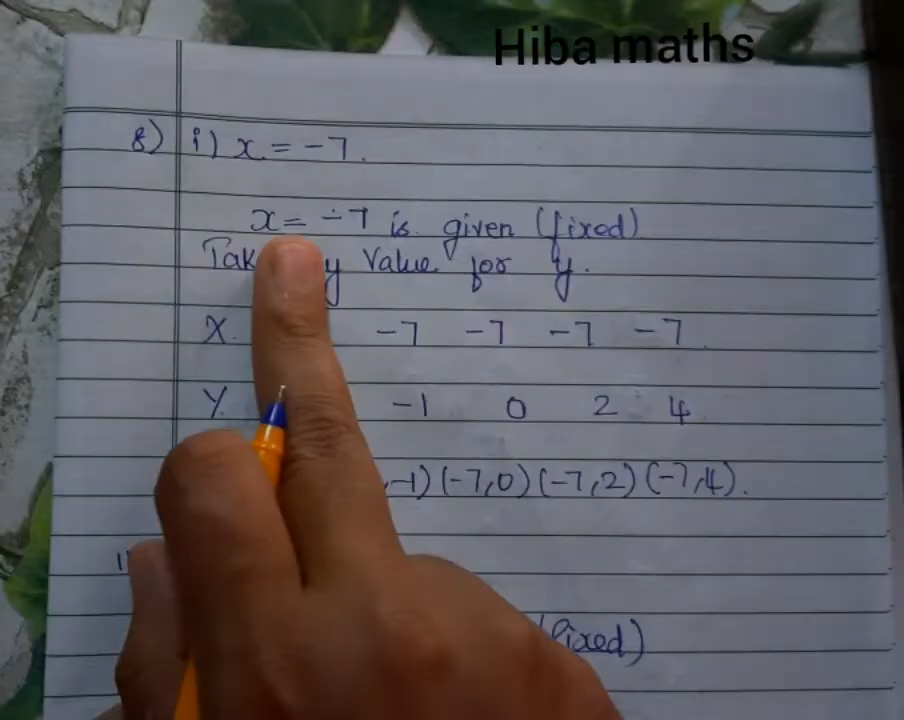 Hiba maths
8) i) x = -7.
x = -7 is given (fixed)
y Value for y.
X -7 -7 -7 -7
Y -1 0 2 4
-1) (-7,0) (-7,2) (-7,4).
(fixed)